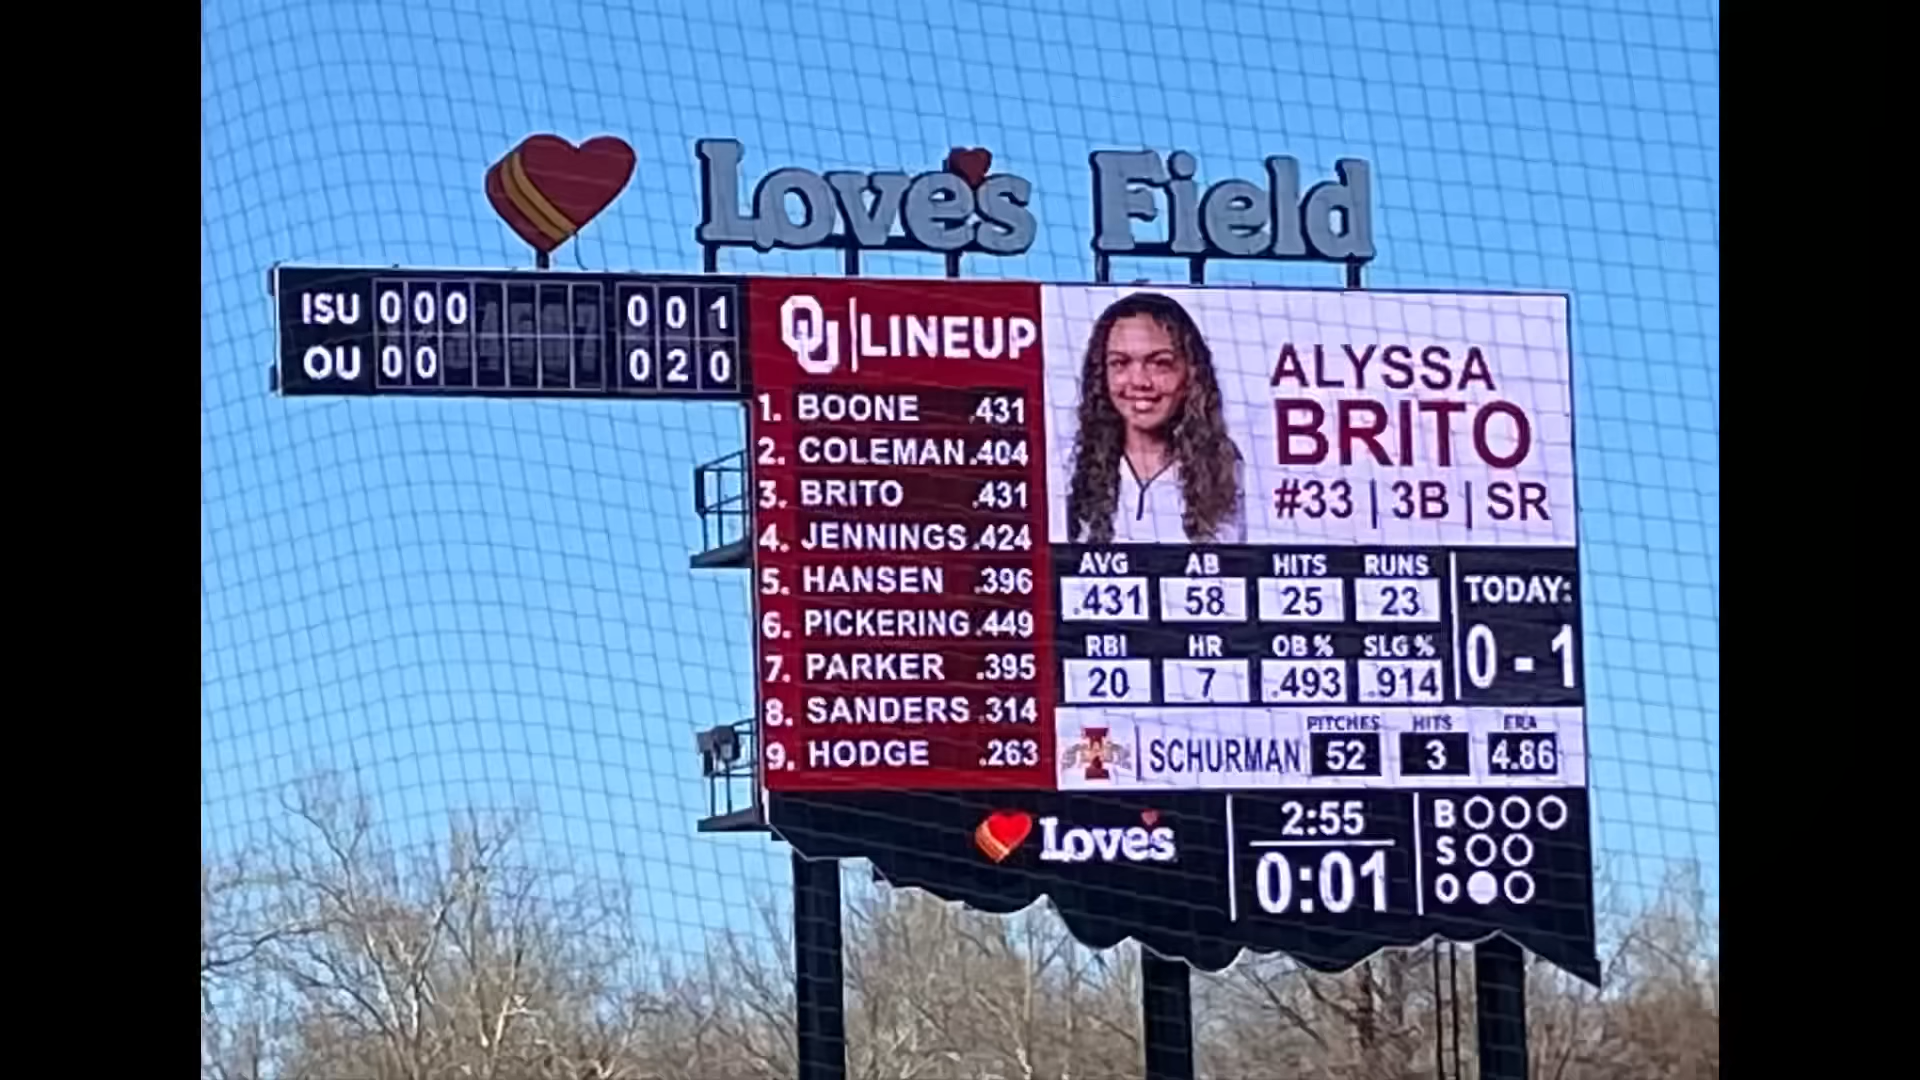 Love's Field
ISU 0 0 0 0 0 1
OU 0 0 0 2 0
OU | LINEUP
1. BOONE .431
2. COLEMAN .404
3. BRITO .431
4. JENNINGS .424
5. HANSEN .396
6. PICKERING .449
7. PARKER .395
8. SANDERS .314
9. HODGE .263
ALYSSA
BRITO
#33 | 3B | SR
AVG AB HITS RUNS
.431 58 25 23
RBI HR OB % SLG %
20 7 .493 .914
TODAY:
0 - 1
PITCHES HITS ERA
SCHURMAN 52 3 4.86
Love's
2:55
0:01
B
S
O